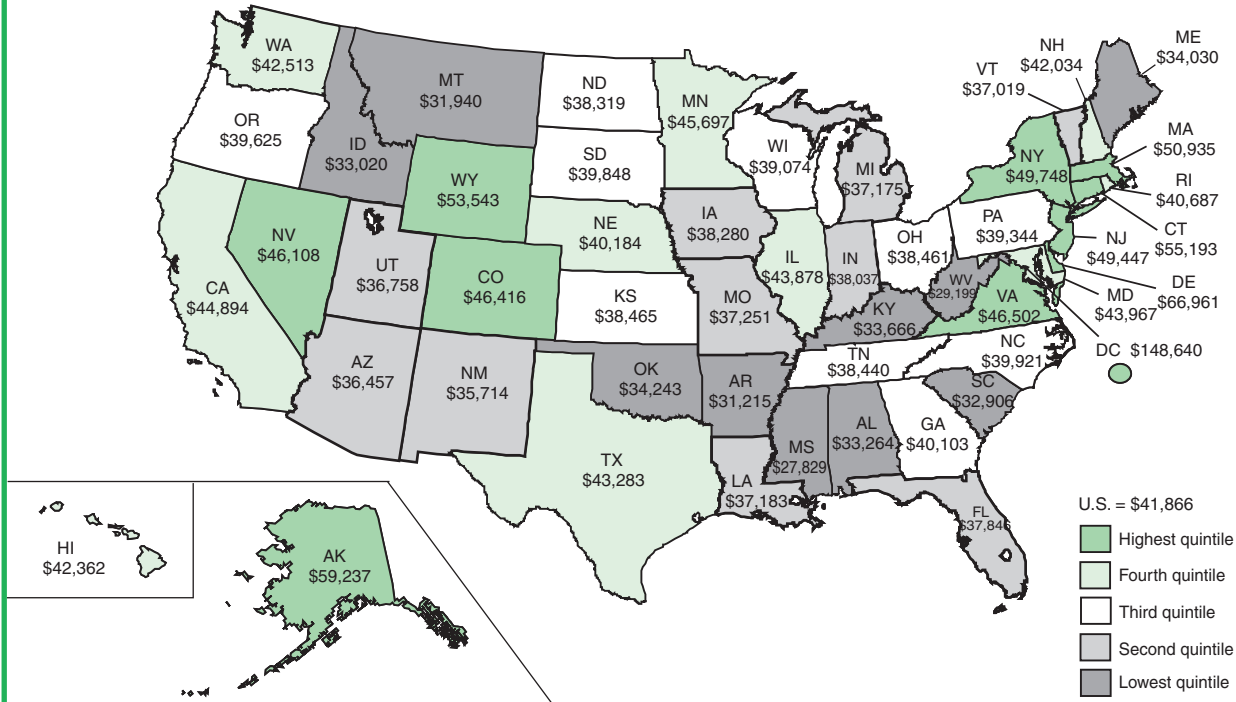 WA
$42,513
OR
$39,625
CA
$44,894
NV
$46,108
ID
$33,020
MT
$31,940
WY
$53,543
UT
$36,758
CO
$46,416
AZ
$36,457
NM
$35,714
ND
$38,319
SD
$39,848
NE
$40,184
KS
$38,465
OK
$34,243
TX
$43,283
MN
$45,697
IA
$38,280
MO
$37,251
AR
$31,215
LA
$37,183
WI
$39,074
IL
$43,878
MI
$37,175
IN
$38,037
OH
$38,461
KY
$33,666
TN
$38,440
MS
$27,829
AL
$33,264
GA
$40,103
FL
$37,846
SC
$32,906
NC
$39,921
VA
$46,502
WV
$29,199
PA
$39,344
NY
$49,748
VT
$37,019
NH
$42,034
ME
$34,030
MA
$50,935
RI
$40,687
CT
$55,193
NJ
$49,447
DE
$66,961
MD
$43,967
DC $148,640
HI
$42,362
AK
$59,237
U.S. = $41,866
Highest quintile
Fourth quintile
Third quintile
Second quintile
Lowest quintile